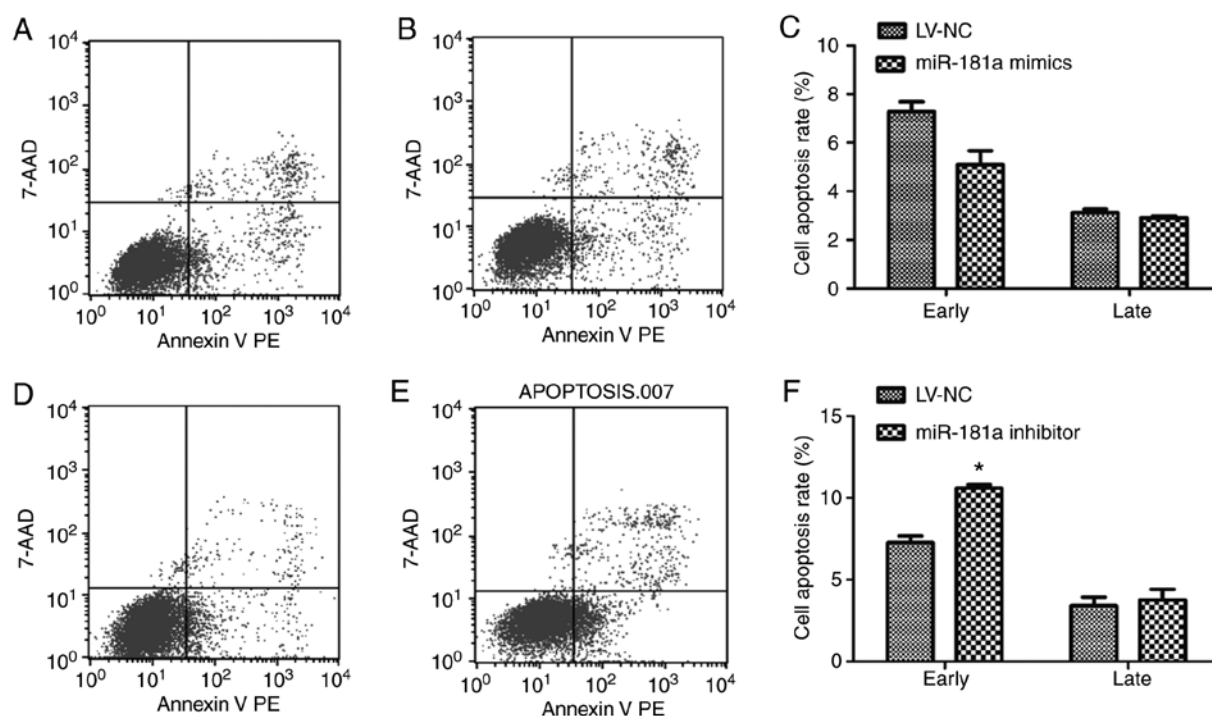 A
10⁴
10³
10²
10¹
10⁰
7-AAD
10⁰ 10¹ 10² 10³ 10⁴
Annexin V PE
B
10⁴
10³
10²
10¹
10⁰
7-AAD
10⁰ 10¹ 10² 10³ 10⁴
Annexin V PE
C
LV-NC
miR-181a mimics
Cell apoptosis rate (%)
10
8
6
4
2
0
Early Late
D
10⁴
10³
10²
10¹
10⁰
7-AAD
10⁰ 10¹ 10² 10³ 10⁴
Annexin V PE
E
APOPTOSIS.007
10⁴
10³
10²
10¹
10⁰
7-AAD
10⁰ 10¹ 10² 10³ 10⁴
Annexin V PE
F
LV-NC
miR-181a inhibitor
Cell apoptosis rate (%)
15
10
5
0
*
Early Late